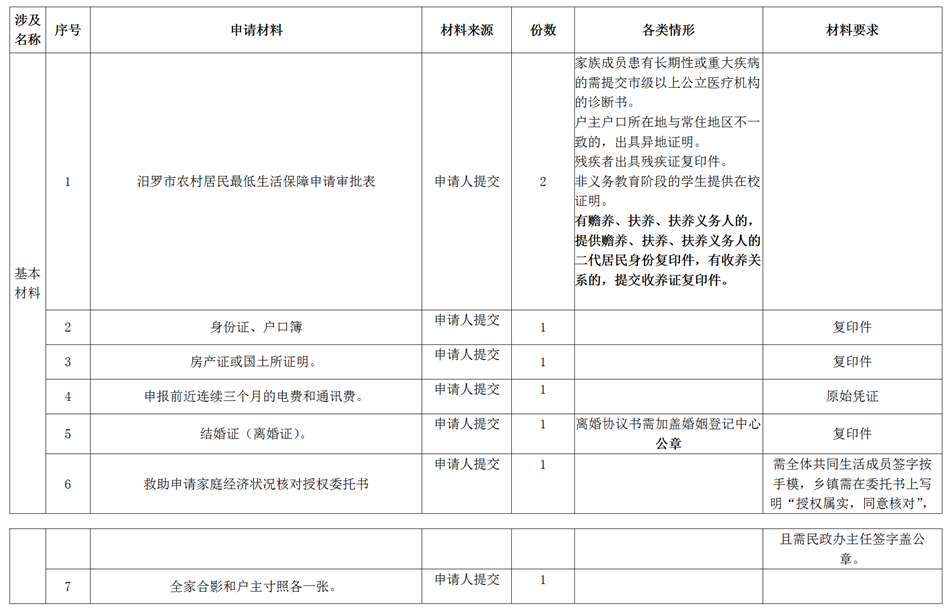 涉及
名称
序号
申请材料
材料来源
份数
各类情形
材料要求
基本
材料
1
汨罗市农村居民最低生活保障申请审批表
申请人提交
2
家族成员患有长期性或重大疾病
的需提交市级以上公立医疗机构
的诊断书。
户主户口所在地与常住地区不一
致的，出具异地证明。
残疾者出具残疾证复印件。
非义务教育阶段的学生提供在校
证明。
有赡养、扶养、扶养义务人的，
提供赡养、扶养、扶养义务人的
二代居民身份复印件，有收养关
系的，提交收养证复印件。
2
身份证、户口簿
申请人提交
1
复印件
3
房产证或国土所证明。
申请人提交
1
复印件
4
申报前近连续三个月的电费和通讯费。
申请人提交
1
原始凭证
5
结婚证（离婚证）。
申请人提交
1
离婚协议书需加盖婚姻登记中心
公章
复印件
6
救助申请家庭经济状况核对授权委托书
申请人提交
1
需全体共同生活成员签字按
手模，乡镇需在委托书上写
明“授权属实，同意核对”，
且需民政办主任签字盖公
章。
7
全家合影和户主寸照各一张。
申请人提交
1